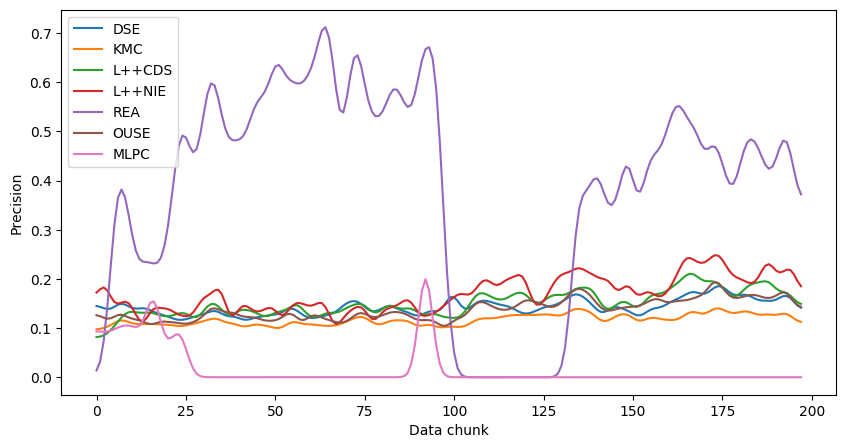 DSE
KMC
L++CDS
L++NIE
REA
OUSE
MLPC
Precision
0.7
0.6
0.5
0.4
0.3
0.2
0.1
0.0
0 25 50 75 100 125 150 175 200
Data chunk